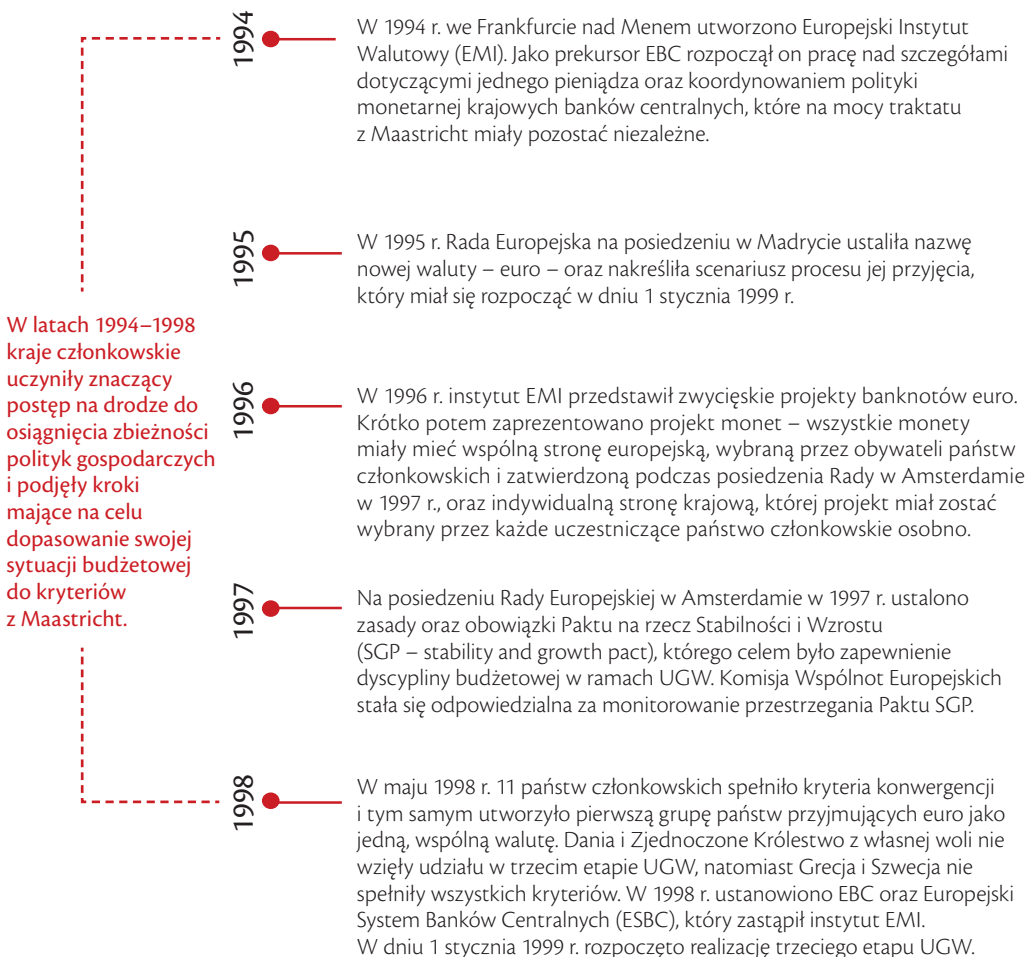 1994
W 1994 r. we Frankfurcie nad Menem utworzono Europejski Instytut
Walutowy (EMI). Jako prekursor EBC rozpoczął on pracę nad szczegółami
dotyczącymi jednego pieniądza oraz koordynowaniem polityki
monetarnej krajowych banków centralnych, które na mocy traktatu
z Maastricht miały pozostać niezależne.
1995
W 1995 r. Rada Europejska na posiedzeniu w Madrycie ustaliła nazwę
nowej waluty – euro – oraz nakreśliła scenariusz procesu jej przyjęcia,
który miał się rozpocząć w dniu 1 stycznia 1999 r.
W latach 1994–1998
kraje członkowskie
uczyniły znaczący
postęp na drodze do
osiągnięcia zbieżności
polityk gospodarczych
i podjęły kroki
mające na celu
dopasowanie swojej
sytuacji budżetowej
do kryteriów
z Maastricht.
1996
W 1996 r. instytut EMI przedstawił zwycięskie projekty banknotów euro.
Krótko potem zaprezentowano projekt monet – wszystkie monety
miały mieć wspólną stronę europejską, wybraną przez obywateli państw
członkowskich i zatwierdzoną podczas posiedzenia Rady w Amsterdamie
w 1997 r., oraz indywidualną stronę krajową, której projekt miał zostać
wybrany przez każde uczestniczące państwo członkowskie osobno.
1997
Na posiedzeniu Rady Europejskiej w Amsterdamie w 1997 r. ustalono
zasady oraz obowiązki Paktu na rzecz Stabilności i Wzrostu
(SGP – stability and growth pact), którego celem było zapewnienie
dyscypliny budżetowej w ramach UGW. Komisja Wspólnot Europejskich
stała się odpowiedzialna za monitorowanie przestrzegania Paktu SGP.
1998
W maju 1998 r. 11 państw członkowskich spełniło kryteria konwergencji
i tym samym utworzyło pierwszą grupę państw przyjmujących euro jako
jedną, wspólną walutę. Dania i Zjednoczone Królestwo z własnej woli nie
wzięły udziału w trzecim etapie UGW, natomiast Grecja i Szwecja nie
spełniły wszystkich kryteriów. W 1998 r. ustanowiono EBC oraz Europejski
System Banków Centralnych (ESBC), który zastąpił instytut EMI.
W dniu 1 stycznia 1999 r. rozpoczęto realizację trzeciego etapu UGW.